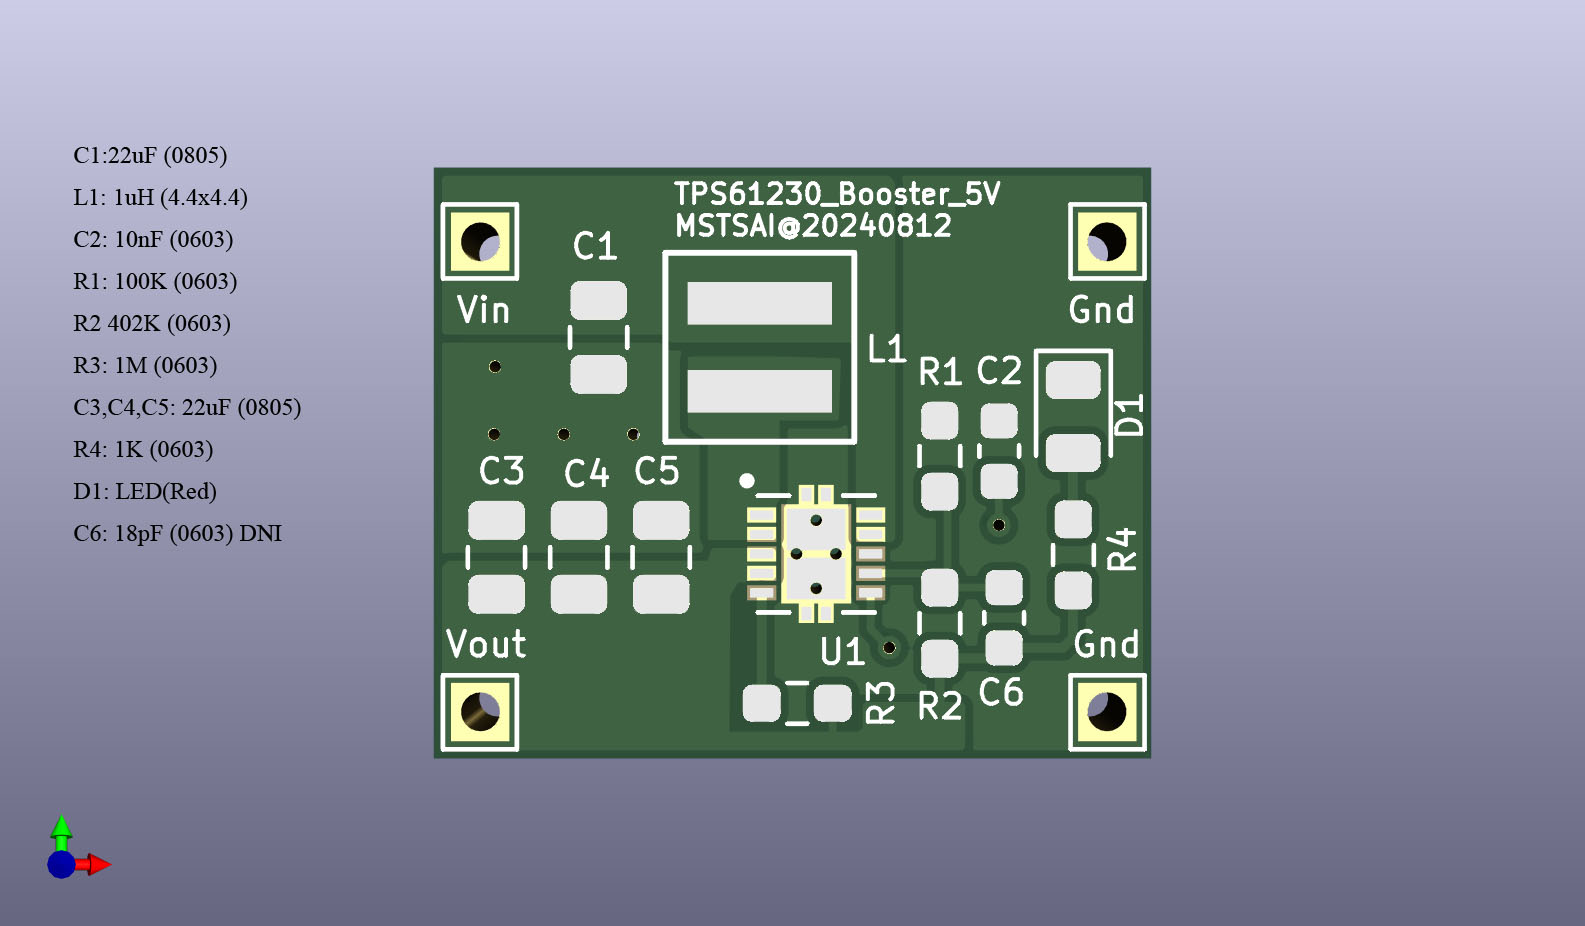 C1:22uF (0805)
L1: 1uH (4.4x4.4)
C2: 10nF (0603)
R1: 100K (0603)
R2 402K (0603)
R3: 1M (0603)
C3,C4,C5: 22uF (0805)
R4: 1K (0603)
D1: LED(Red)
C6: 18pF (0603) DNI
TPS61230_Booster_5V
MSTSAI@20240812
C1
Vin
Gnd
L1
R1
C2
D1
C3
C4
C5
R4
Vout
U1
Gnd
R3
R2
C6